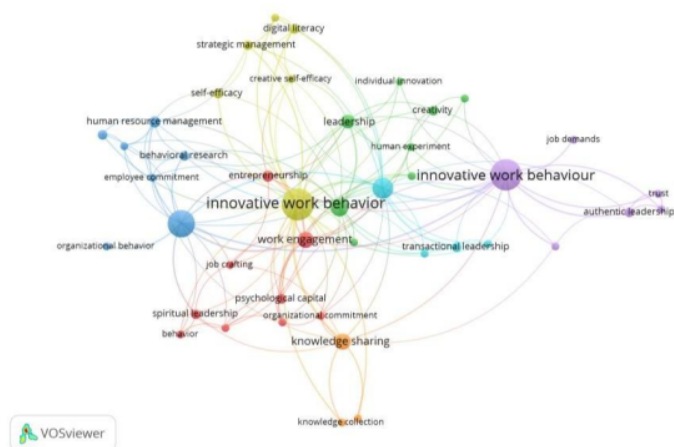 digital literacy
strategic management
creative self-efficacy
individual innovation
self-efficacy
creativity
human resource management
leadership
job demands
human experiment
behavioral research
entrepreneurship
innovative work behaviour
employee commitment
trust
innovative work behavior
authentic leadership
work engagement
organizational behavior
transactional leadership
job crafting
psychological capital
spiritual leadership
organizational commitment
behavior
knowledge sharing
knowledge collection
VOSviewer